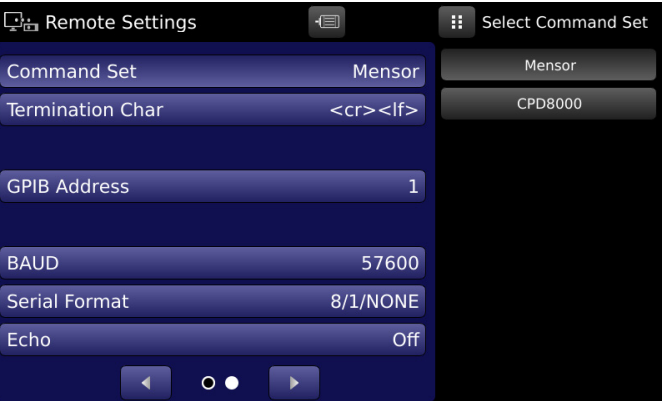 Remote Settings
Command Set Mensor
Termination Char <cr><lf>
GPIB Address 1
BAUD 57600
Serial Format 8/1/NONE
Echo Off
Select Command Set
Mensor
CPD8000